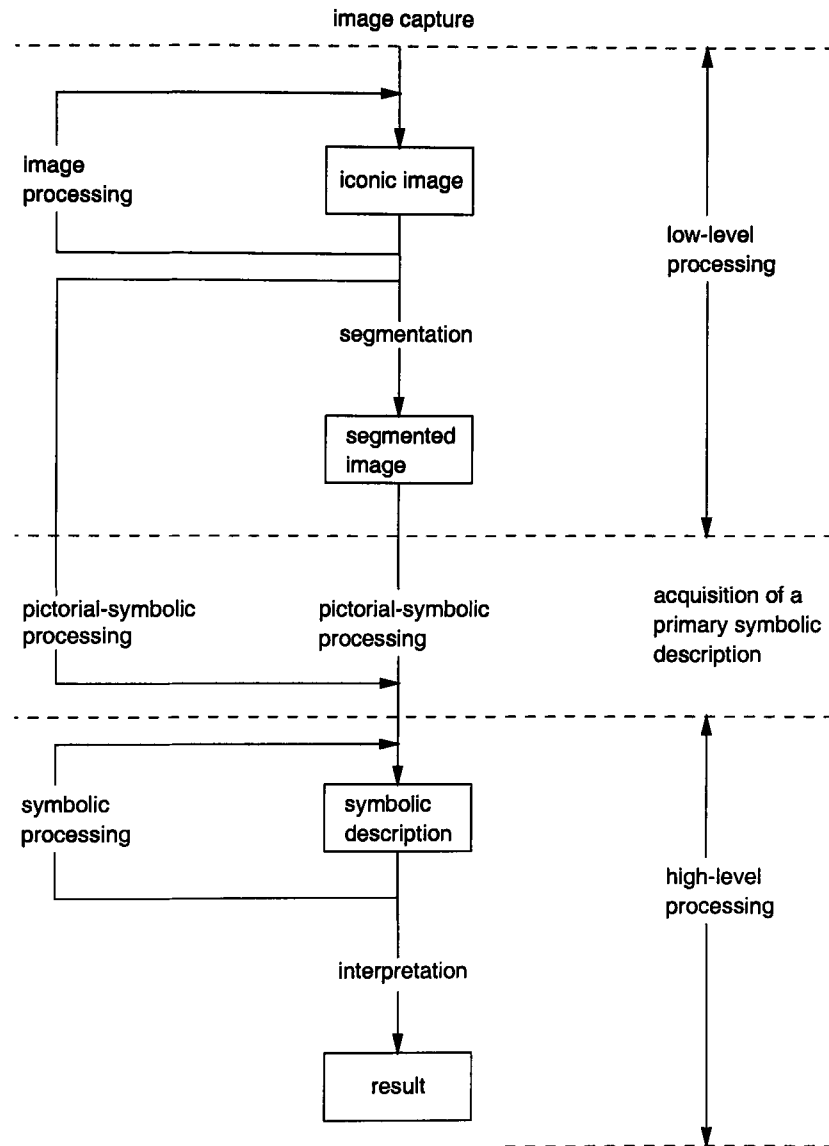 image capture
image
processing
iconic image
low-level
processing
segmentation
segmented
image
pictorial-symbolic
processing
pictorial-symbolic
processing
acquisition of a
primary symbolic
description
symbolic
processing
symbolic
description
high-level
processing
interpretation
result